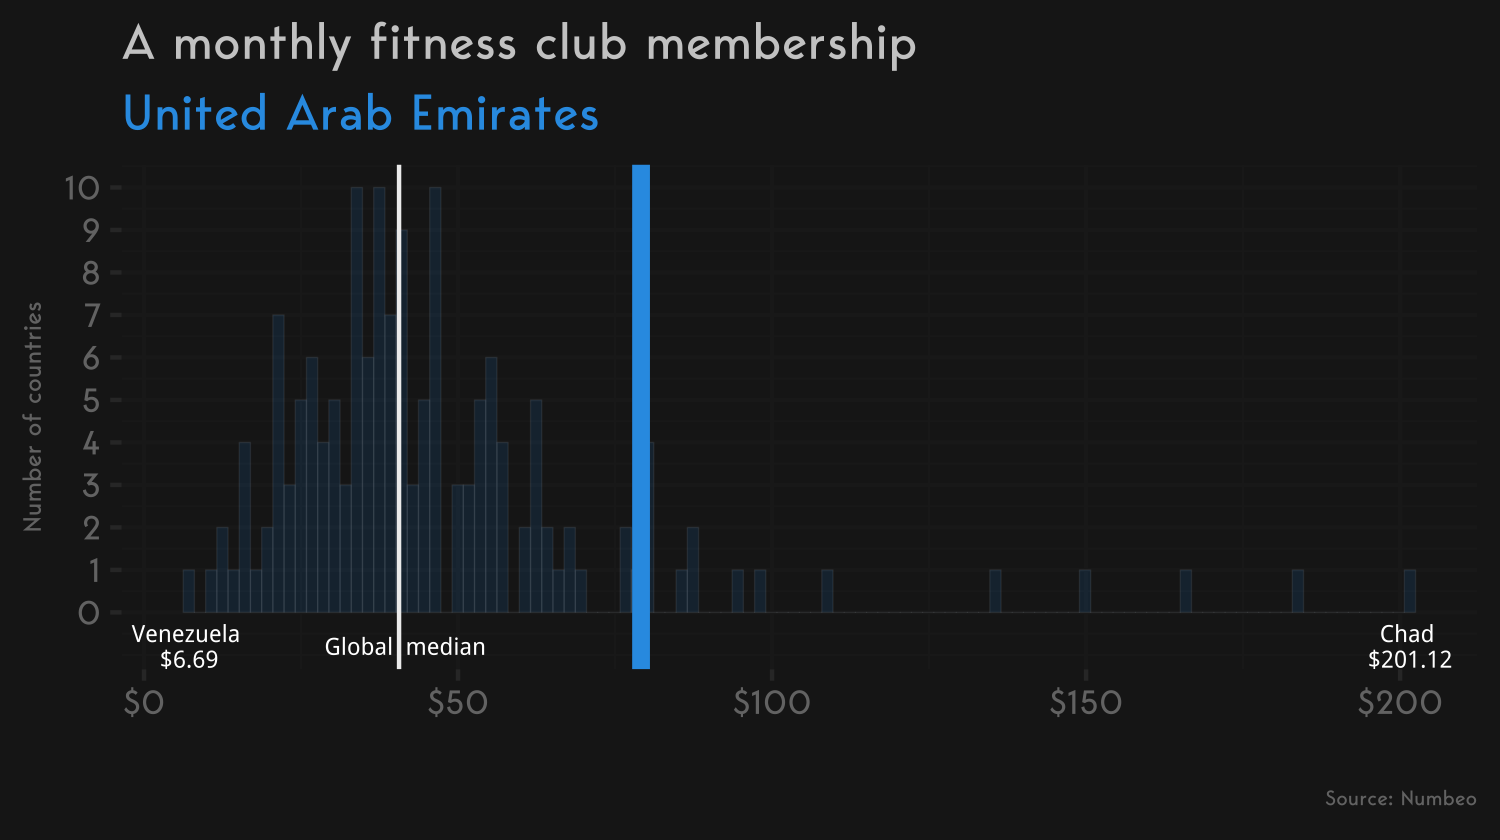 A monthly fitness club membership
United Arab Emirates
Number of countries
10
9
8
7
6
5
4
3
2
1
0
Venezuela
$6.69
Global median
Chad
$201.12
$0 $50 $100 $150 $200
Source: Numbeo